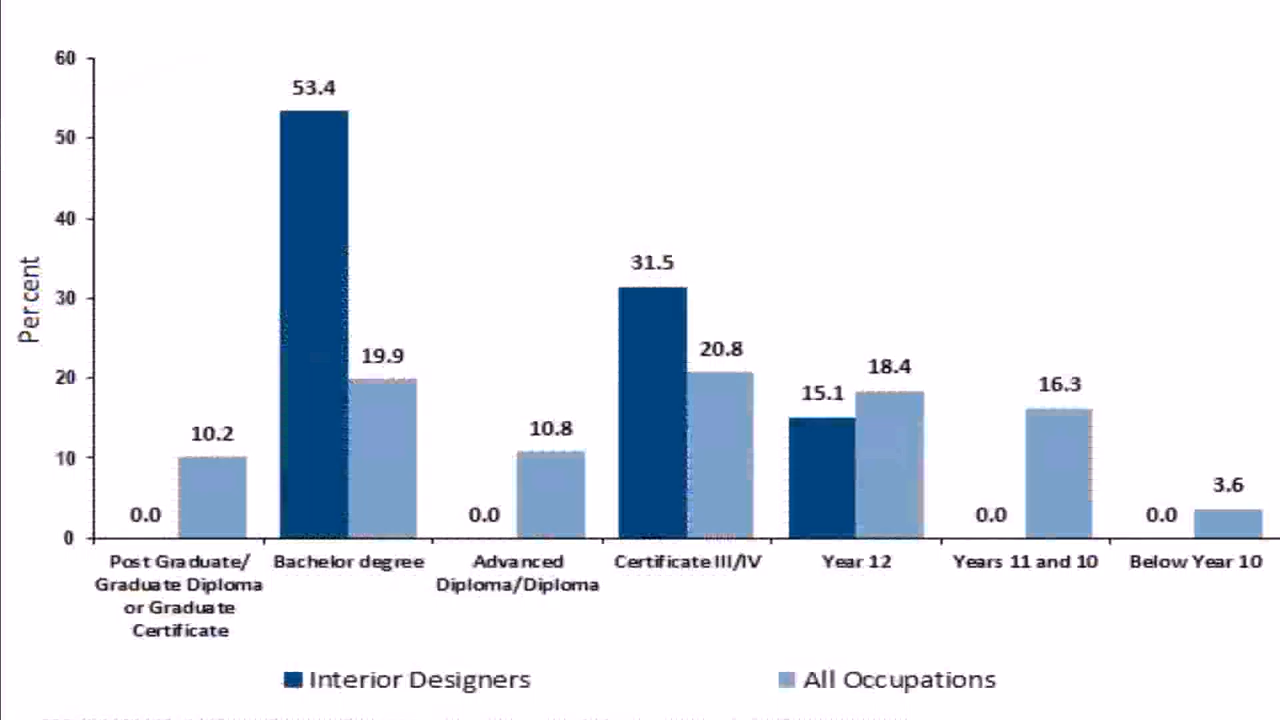 60
53.4
50
40
Per cent
31.5
30
20.8
19.9
20
18.4
15.1
16.3
10.2
10.8
10
3.6
0.0
0.0
0.0
0.0
0
Post Graduate/
Graduate Diploma
or Graduate
Certificate
Bachelor degree
Advanced
Diploma/Diploma
Certificate III/IV
Year 12
Years 11 and 10
Below Year 10
Interior Designers
All Occupations